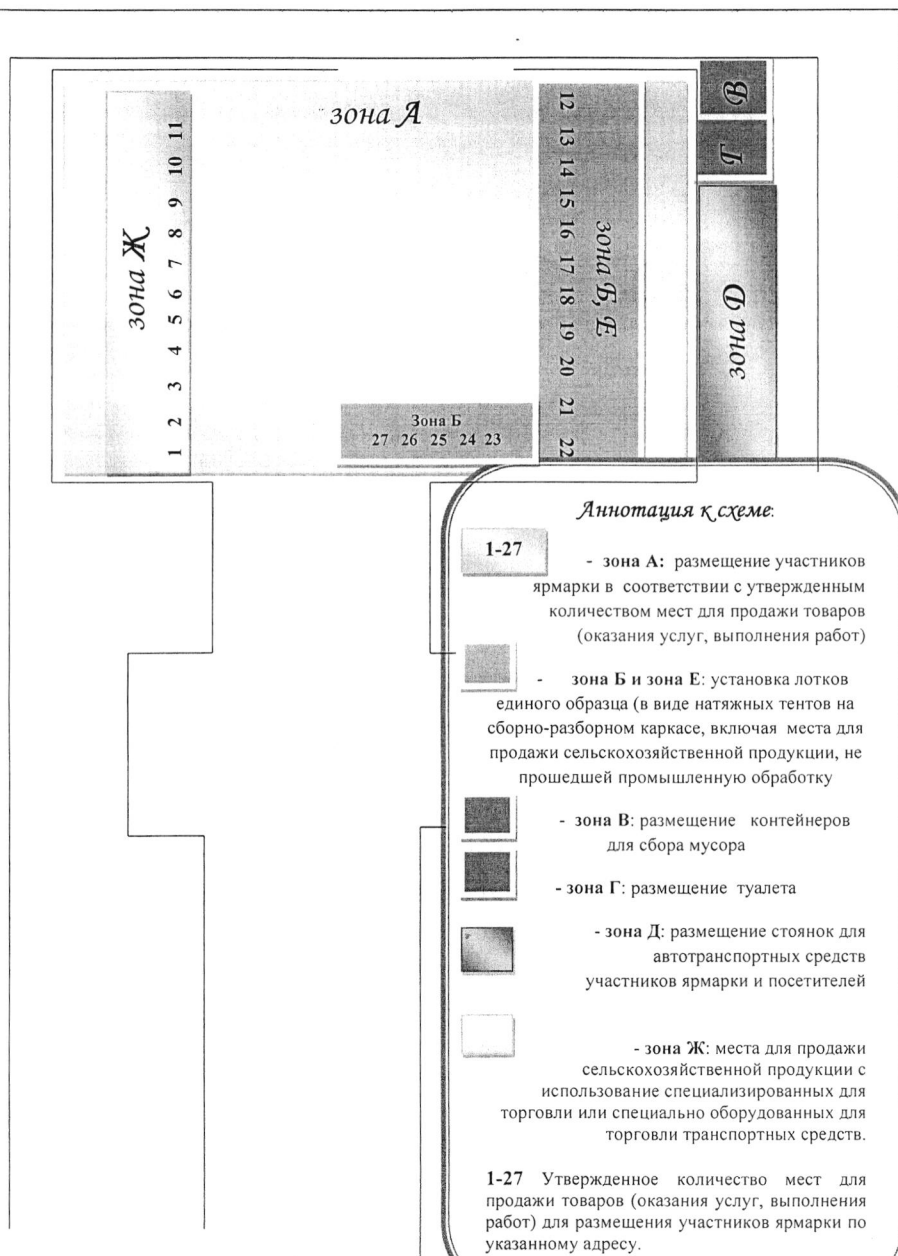 зона А
зона Ж
1 2 3 4 5 6 7 8 9 10 11
12 13 14 15 16 17 18 19 20 21 22
зона Б, Е
В
Г
зона D
Зона Б
27 26 25 24 23
Аннотация к схеме:
1-27
- зона А: размещение участников
ярмарки в соответствии с утвержденным
количеством мест для продажи товаров
(оказания услуг, выполнения работ)
- зона Б и зона Е: установка лотков
единого образца (в виде натяжных тентов на
сборно-разборном каркасе, включая места для
продажи сельскохозяйственной продукции, не
прошедшей промышленную обработку
- зона В: размещение контейнеров
для сбора мусора
- зона Г: размещение туалета
- зона Д: размещение стоянок для
автотранспортных средств
участников ярмарки и посетителей
- зона Ж: места для продажи
сельскохозяйственной продукции с
использование специализированных для
торговли или специально оборудованных для
торговли транспортных средств.
1-27 Утвержденное количество мест для
продажи товаров (оказания услуг, выполнения
работ) для размещения участников ярмарки по
указанному адресу.